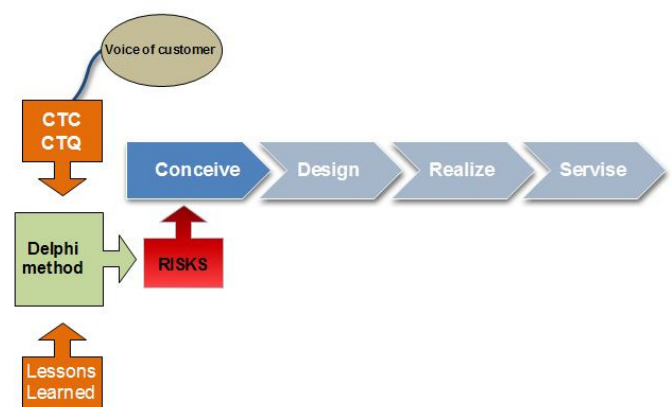 Voice of customer
CTC
CTQ
Conceive
Design
Realize
Servise
Delphi
method
RISKS
Lessons
Learned